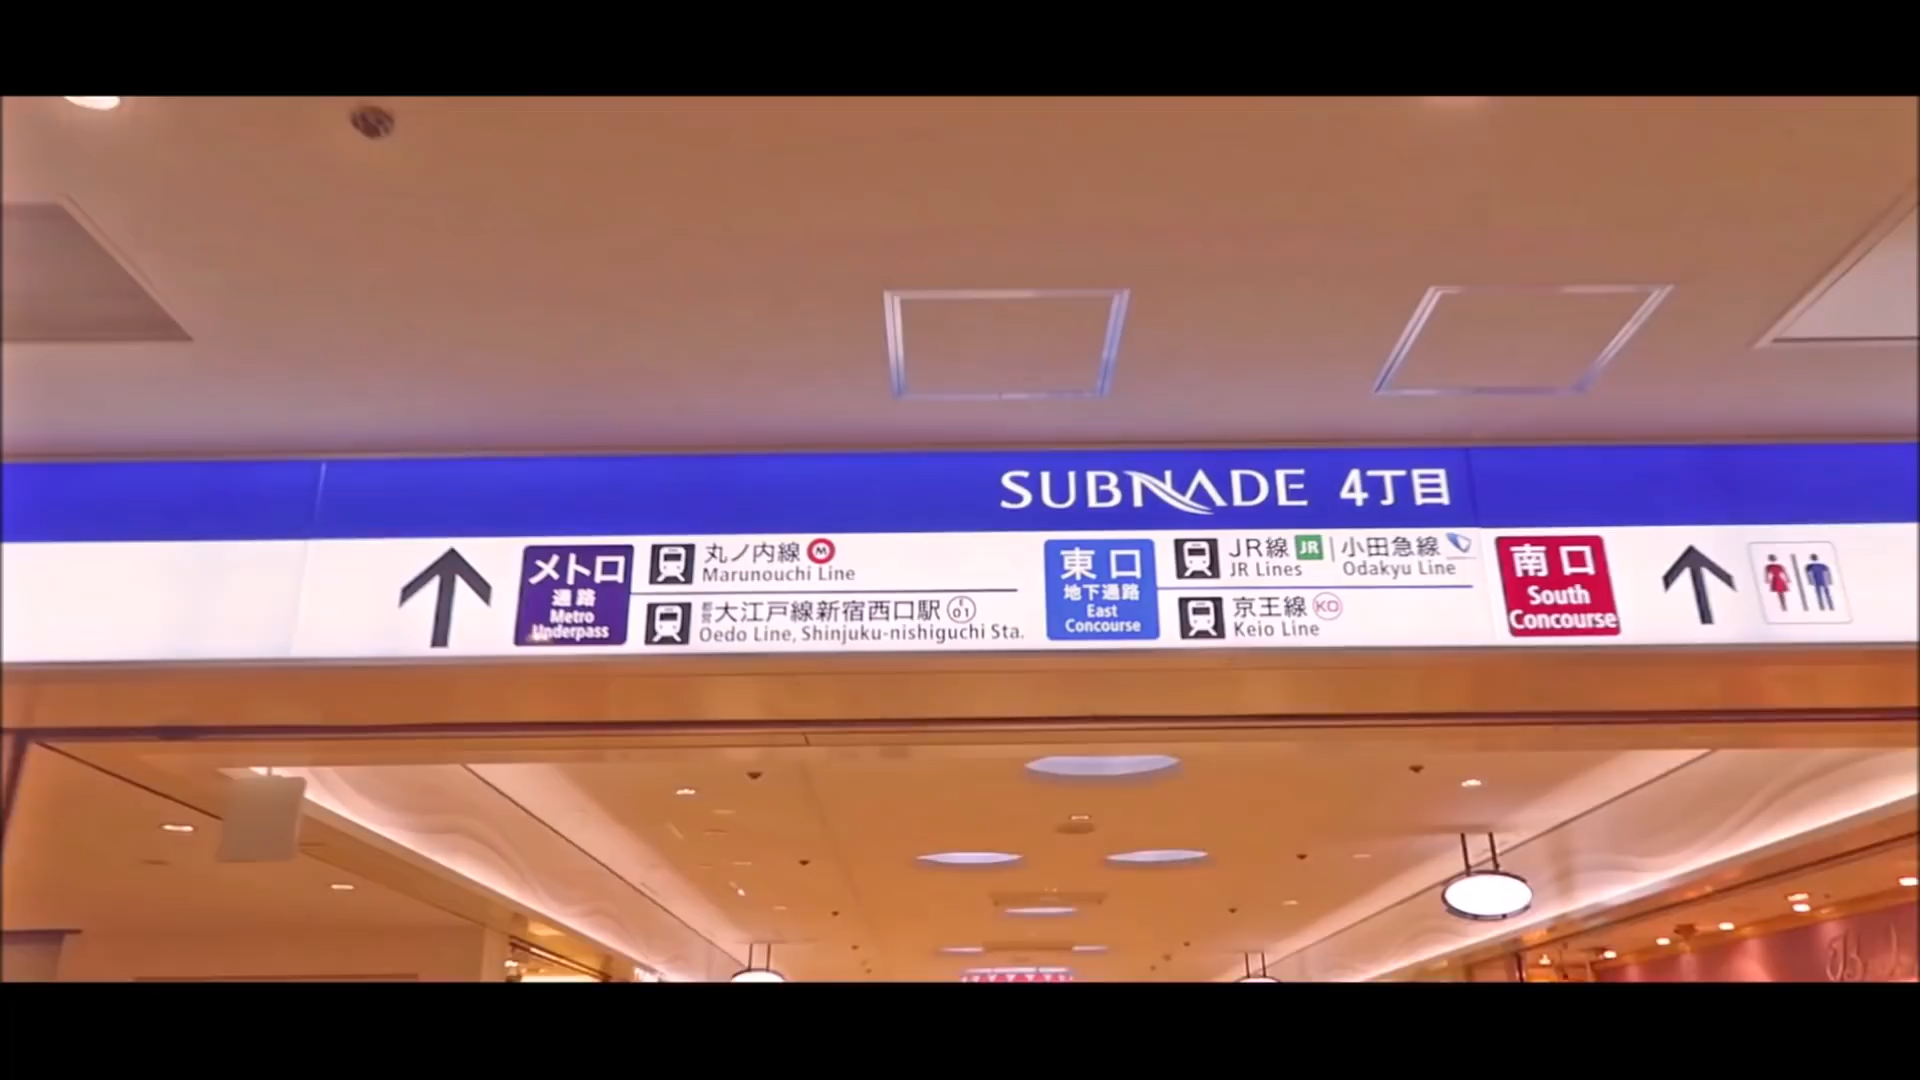 SUBNADE 4丁目
メトロ
通路
Metro
Underpass
丸ノ内線 M
Marunouchi Line
都営大江戸線新宿西口駅 E 01
Oedo Line, Shinjuku-nishiguchi Sta.
東口
地下通路
East
Concourse
JR線 JR | 小田急線
JR Lines Odakyu Line
京王線 KO
Keio Line
南口
South
Concourse